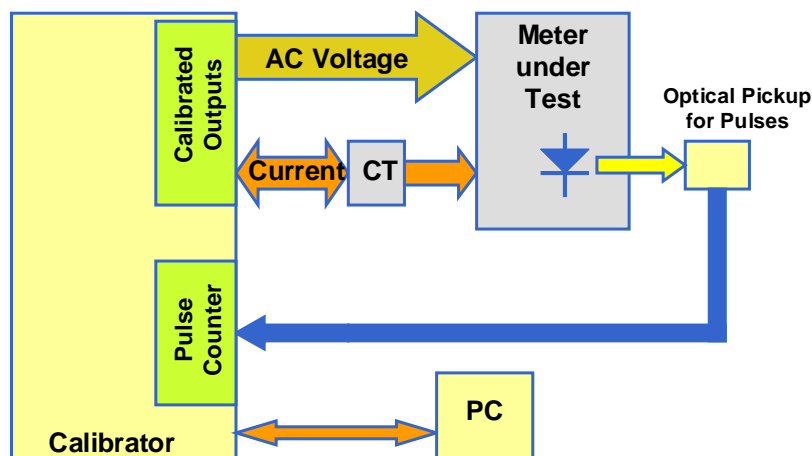 Calibrated
Outputs
AC Voltage
Meter
under
Test
Optical Pickup
for Pulses
Current
CT
Pulse
Counter
PC
Calibrator